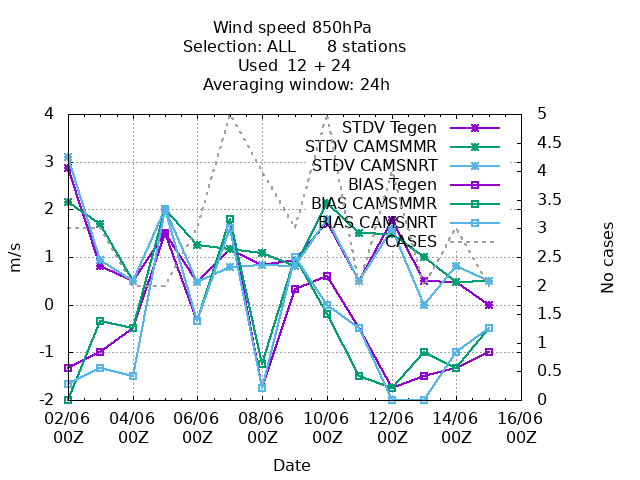 Wind speed 850hPa
Selection: ALL 8 stations
Used 12 + 24
Averaging window: 24h
4
3
2
1
0
-1
-2
m/s
5
4.5
4
3.5
3
2.5
2
1.5
1
0.5
0
No cases
STDV Tegen
STDV CAMSMMR
STDV CAMSNRT
BIAS Tegen
BIAS CAMSMMR
BIAS CAMSNRT
CASES
02/06 04/06 06/06 08/06 10/06 12/06 14/06 16/06
00Z 00Z 00Z 00Z 00Z 00Z 00Z 00Z
Date